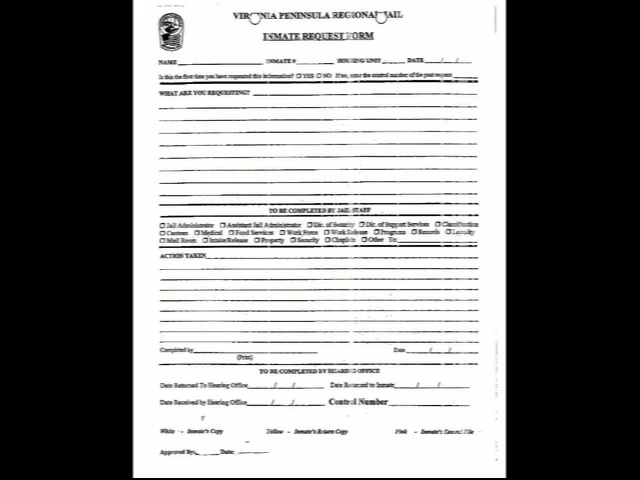 VIRGINIA PENINSULA REGIONAL JAIL
INMATE REQUEST FORM
NAME INMATE # HOUSING UNIT DATE / /
Is this the first time you have requested this information? ☐ YES ☐ NO If no, enter the control number of the past request
WHAT ARE YOU REQUESTING?
TO BE COMPLETED BY JAIL STAFF
☐ Jail Administrator ☐ Assistant Jail Administrator ☐ Dir. of Security ☐ Dir. of Support Services ☐ Classification
☐ Canteen ☐ Medical ☐ Food Services ☐ Work Force ☐ Work Release ☐ Programs ☐ Records ☐ Laundry
☐ Mail Room ☐ Intake/Release ☐ Property ☐ Security ☐ Chaplain ☐ Other To:
ACTION TAKEN
Completed by Date / /
(Print)
TO BE COMPLETED BY HEARING OFFICE
Date Returned To Hearing Office / / Date Returned to Inmate / /
Date Received by Hearing Office / / Control Number
White - Inmate's Copy Yellow - Inmate's Return Copy Pink - Inmate's Central File
Approved By: Date: